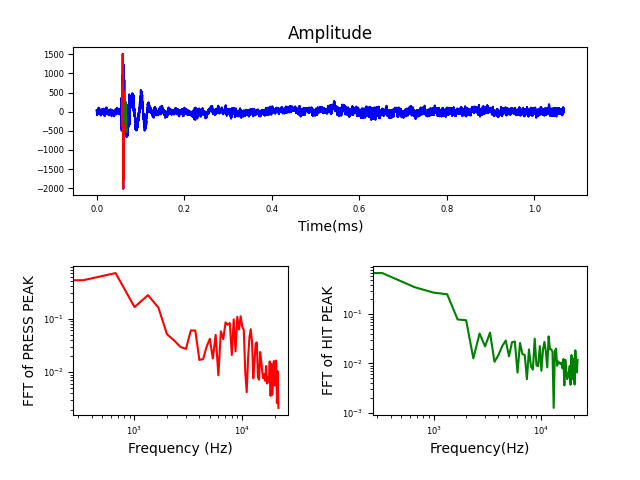 Amplitude
1500
1000
500
0
−500
−1000
−1500
−2000
0.0 0.2 0.4 0.6 0.8 1.0
Time(ms)
FFT of PRESS PEAK
10⁻¹
10⁻²
10³ 10⁴
Frequency (Hz)
FFT of HIT PEAK
10⁻¹
10⁻²
10⁻³
10³ 10⁴
Frequency(Hz)